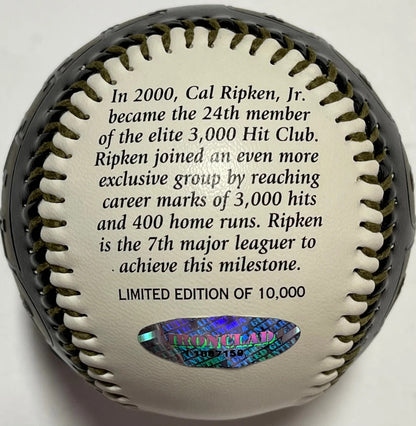 In 2000, Cal Ripken, Jr.
became the 24th member
of the elite 3,000 Hit Club.
Ripken joined an even more
exclusive group by reaching
career marks of 3,000 hits
and 400 home runs. Ripken
is the 7th major leaguer to
achieve this milestone.
LIMITED EDITION OF 10,000
IRONCLAD